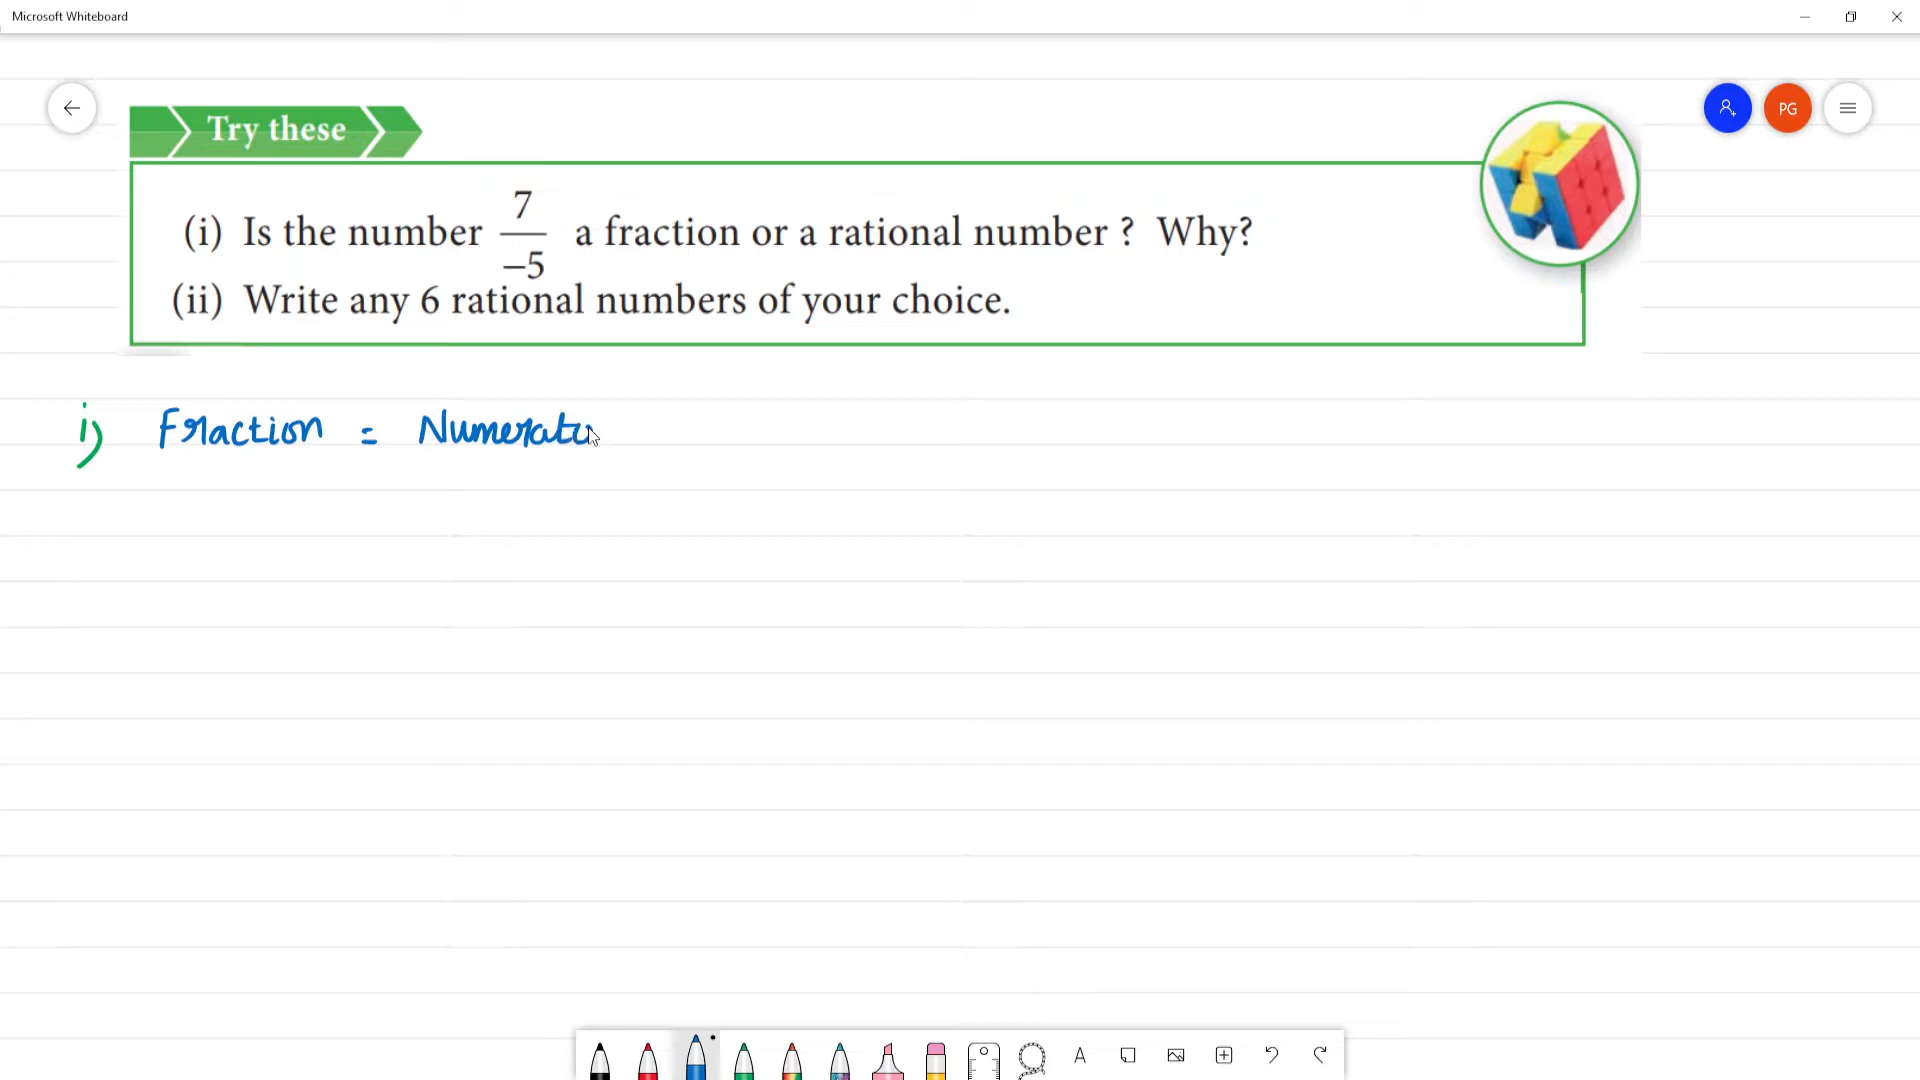 Microsoft Whiteboard
PG
Try these
(i) Is the number 7/−5 a fraction or a rational number ? Why?
(ii) Write any 6 rational numbers of your choice.
i) Fraction = Numerato
A